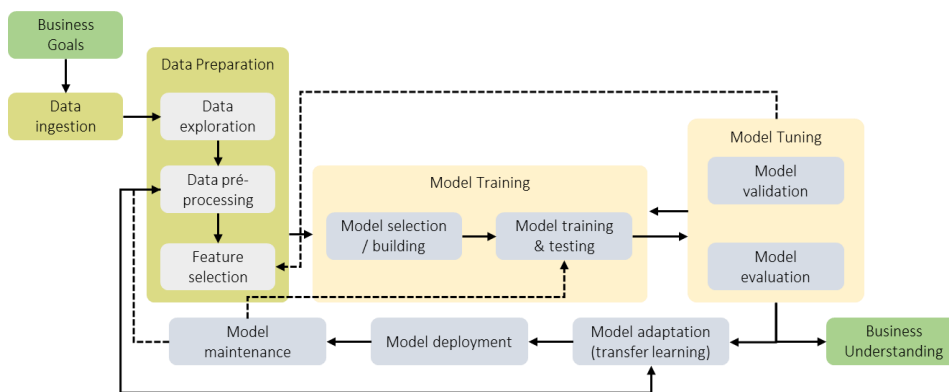 Business
Goals
Data
ingestion
Data Preparation
Data
exploration
Data pré-
processing
Feature
selection
Model Training
Model selection
/ building
Model training
& testing
Model Tuning
Model
validation
Model
evaluation
Model
maintenance
Model deployment
Model adaptation
(transfer learning)
Business
Understanding